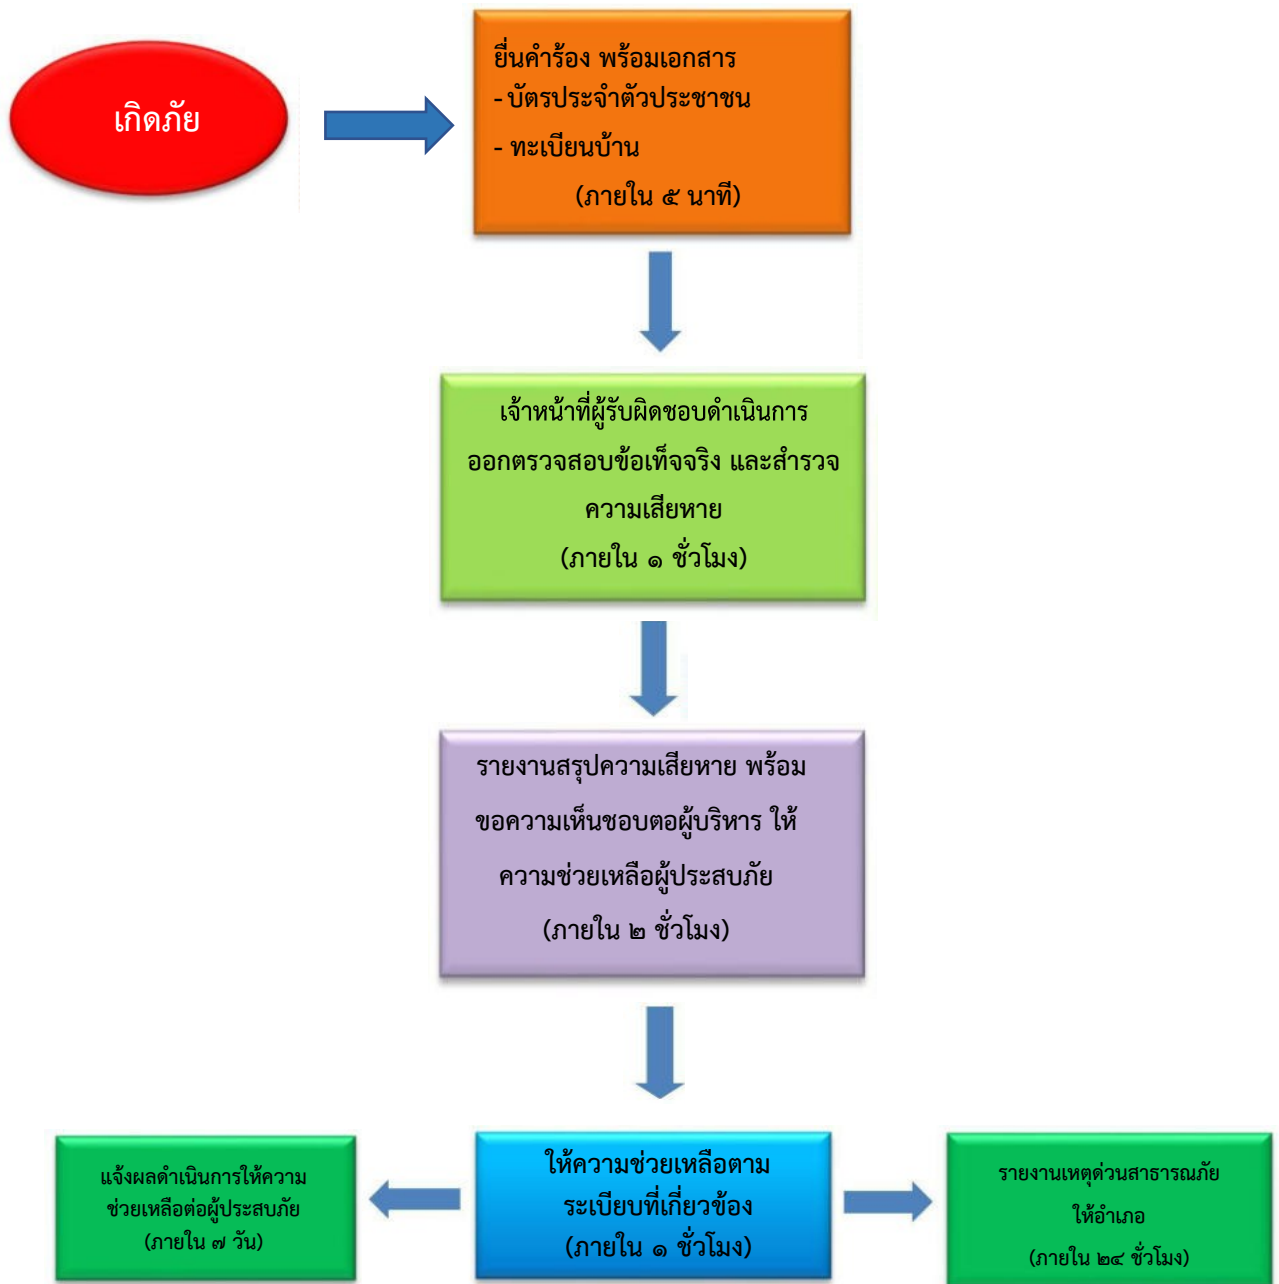 เกิดภัย
ยื่นคำร้อง พร้อมเอกสาร
- บัตรประจำตัวประชาชน
- ทะเบียนบ้าน
(ภายใน ๕ นาที)
เจ้าหน้าที่ผู้รับผิดชอบดำเนินการ
ออกตรวจสอบข้อเท็จจริง และสำรวจ
ความเสียหาย
(ภายใน ๑ ชั่วโมง)
รายงานสรุปความเสียหาย พร้อม
ขอความเห็นชอบตอผู้บริหาร ให้
ความช่วยเหลือผู้ประสบภัย
(ภายใน ๒ ชั่วโมง)
แจ้งผลดำเนินการให้ความ
ช่วยเหลือต่อผู้ประสบภัย
(ภายใน ๗ วัน)
ให้ความช่วยเหลือตาม
ระเบียบที่เกี่ยวข้อง
(ภายใน ๑ ชั่วโมง)
รายงานเหตุด่วนสาธารณภัย
ให้อำเภอ
(ภายใน ๒๔ ชั่วโมง)